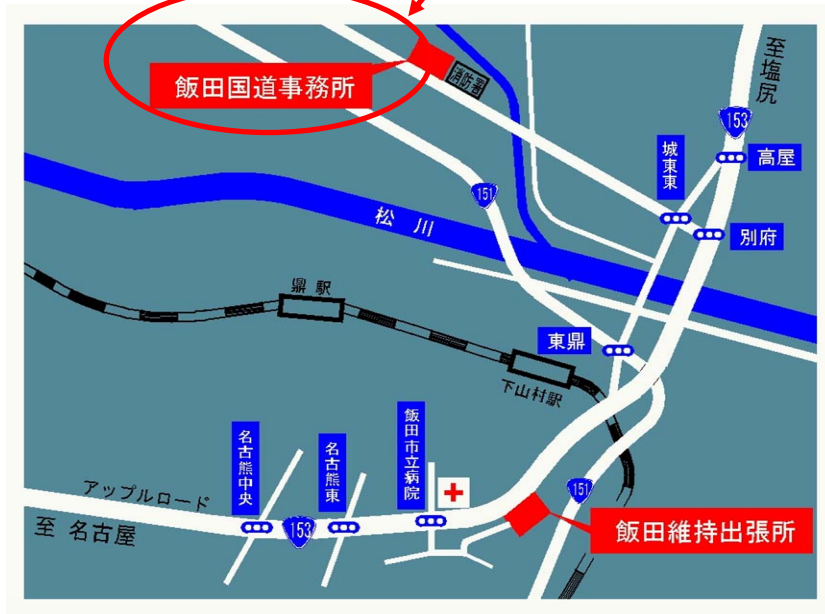 飯田国道事務所
消防署
至塩尻
153
城東東
高屋
151
松川
別府
鼎駅
東鼎
下山村駅
名古熊中央
名古熊東
飯田市立病院
アップルロード
153
151
至 名古屋
飯田維持出張所